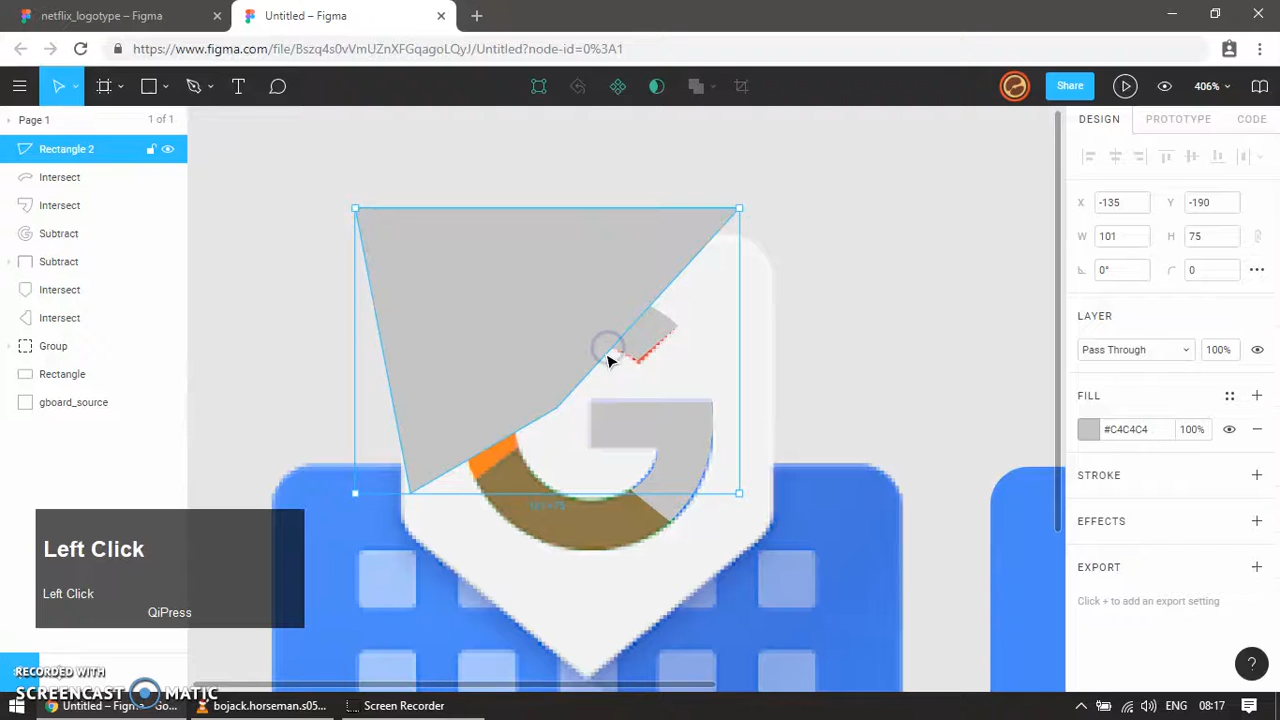 netflix_logotype – Figma
Untitled – Figma
https://www.figma.com/file/Bszq4s0vVmUZnXFGqagoLQyJ/Untitled?node-id=0%3A1
Share
406%
Page 1
1 of 1
Rectangle 2
Intersect
Intersect
Subtract
Subtract
Intersect
Intersect
Group
Rectangle
gboard_source
DESIGN
PROTOTYPE
CODE
X
-135
Y
-190
W
101
H
75
0°
0
LAYER
Pass Through
100%
FILL
#C4C4C4
100%
STROKE
EFFECTS
EXPORT
Click + to add an export setting
Left Click
Left Click
QiPress
RECORDED WITH
SCREENCAST
MATIC
?
Untitled – Figma - Go...
bojack.horseman.s05...
Screen Recorder
ENG
08:17